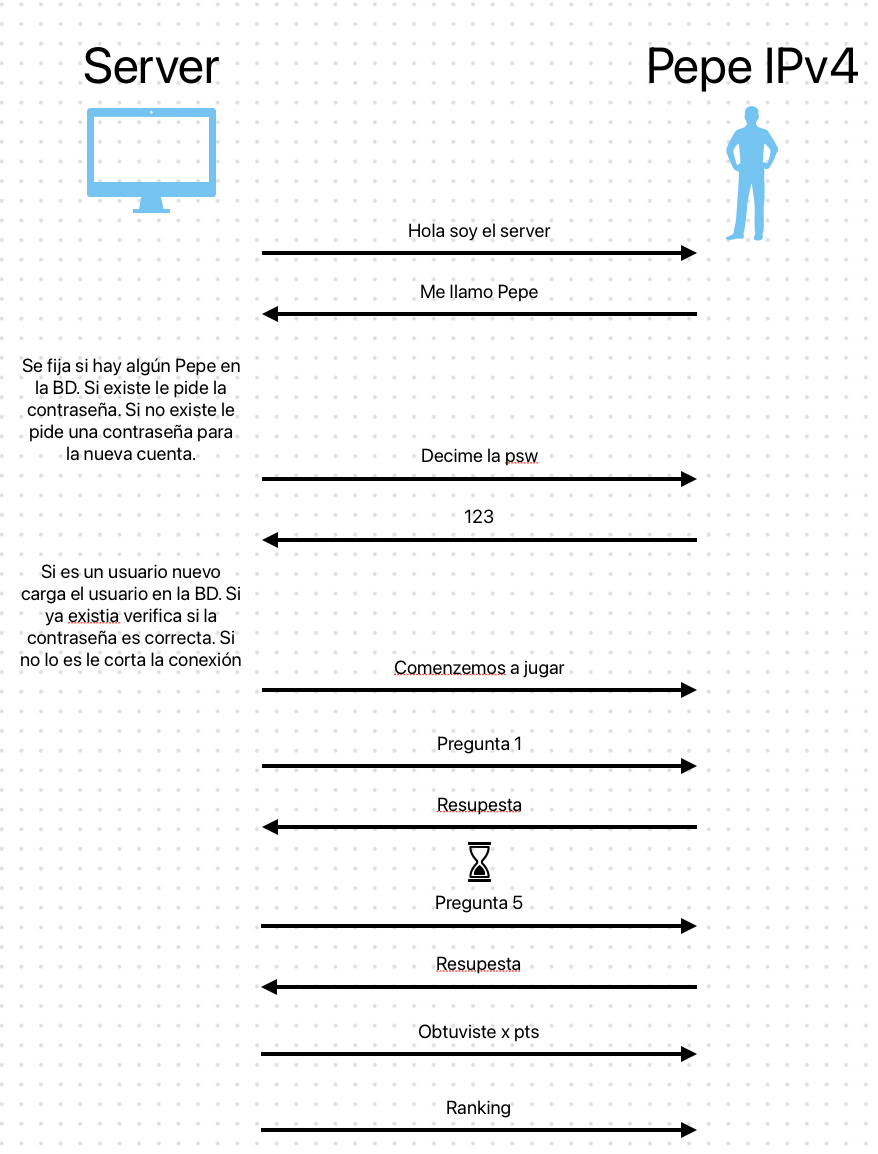 Server
Pepe IPv4
Hola soy el server
Me llamo Pepe
Se fija si hay algún Pepe en
la BD. Si existe le pide la
contraseña. Si no existe le
pide una contraseña para
la nueva cuenta.
Decime la psw
123
Si es un usuario nuevo
carga el usuario en la BD. Si
ya existia verifica si la
contraseña es correcta. Si
no lo es le corta la conexión
Comenzemos a jugar
Pregunta 1
Resupesta
Pregunta 5
Resupesta
Obtuviste x pts
Ranking